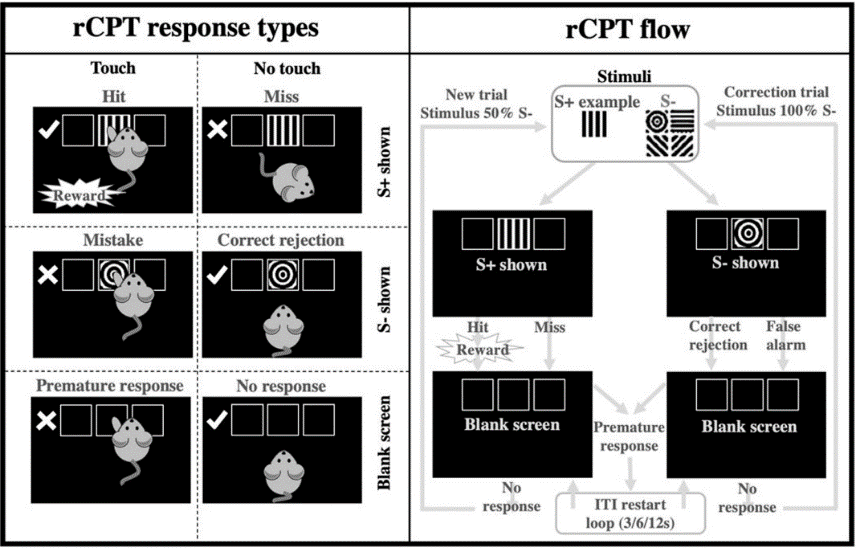 rCPT response types
Touch
No touch
Hit
Miss
Reward
S+ shown
Mistake
Correct rejection
S- shown
Premature response
No response
Blank screen
rCPT flow
Stimuli
New trial
Stimulus 50% S-
S+ example
S-
Correction trial
Stimulus 100% S-
S+ shown
S- shown
Hit
Miss
Reward
Correct
rejection
False
alarm
Blank screen
Premature
response
Blank screen
No
response
ITI restart
loop (3/6/12s)
No
response